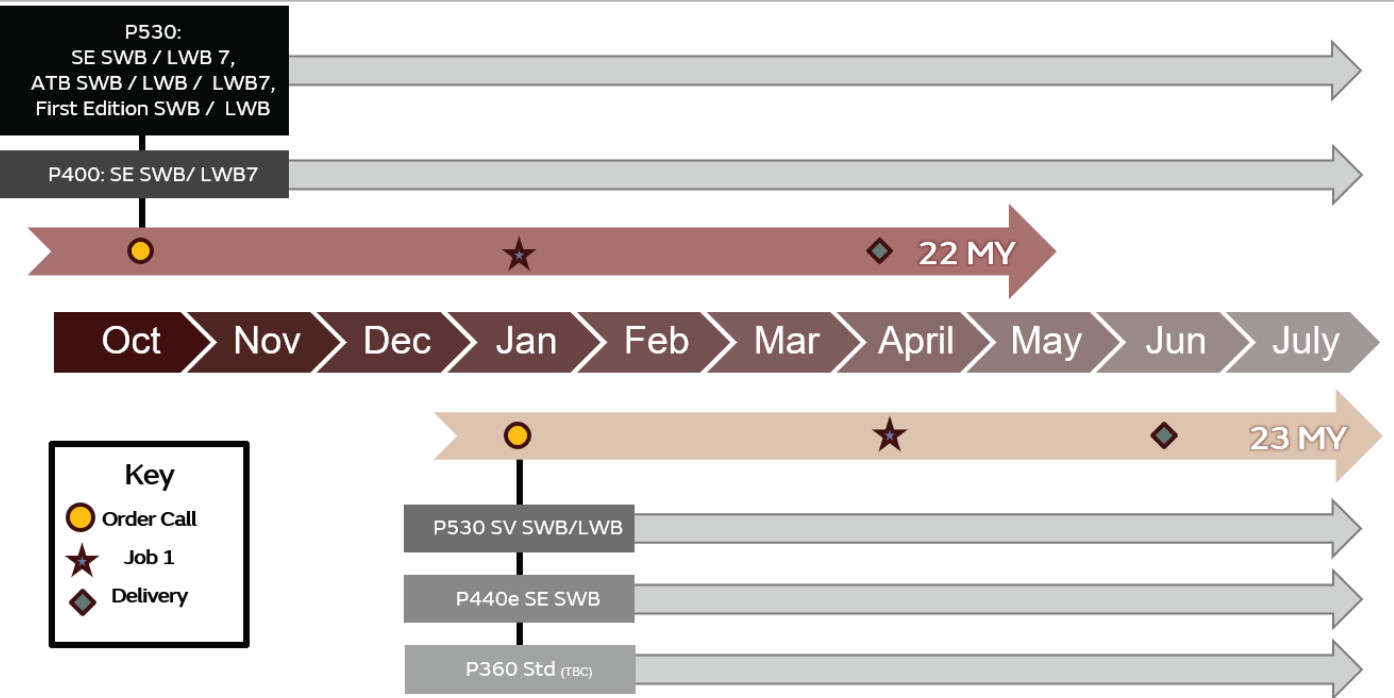 P530:
SE SWB / LWB 7,
ATB SWB / LWB /  LWB7,
First Edition SWB /  LWB
P400: SE SWB/ LWB7
22 MY
Oct
Nov
Dec
Jan
Feb
Mar
April
May
Jun
July
23 MY
Key
Order Call
Job 1
Delivery
P530 SV SWB/LWB
P440e SE SWB
P360 Std (TBC)